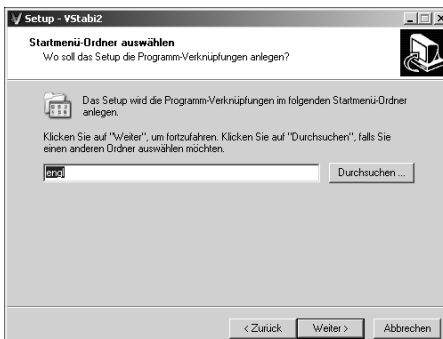 Setup - VStabi2
Startmenü-Ordner auswählen
Wo soll das Setup die Programm-Verknüpfungen anlegen?
Das Setup wird die Programm-Verknüpfungen im folgenden Startmenü-Ordner
anlegen.
Klicken Sie auf "Weiter", um fortzufahren. Klicken Sie auf "Durchsuchen", falls Sie
einen anderen Ordner auswählen möchten.
engl
Durchsuchen ...
< Zurück
Weiter >
Abbrechen